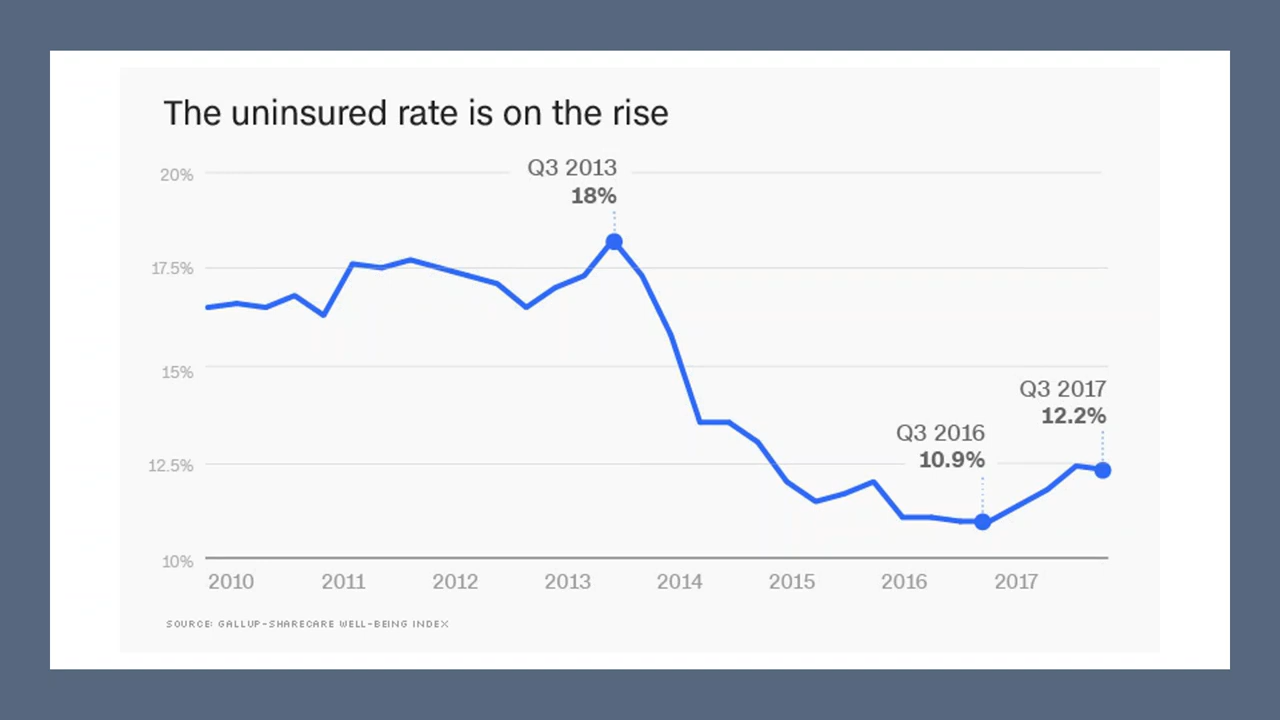 The uninsured rate is on the rise
20%
Q3 2013
18%
17.5%
15%
Q3 2017
12.2%
Q3 2016
10.9%
12.5%
10%
2010 2011 2012 2013 2014 2015 2016 2017
SOURCE: GALLUP-SHARECARE WELL-BEING INDEX